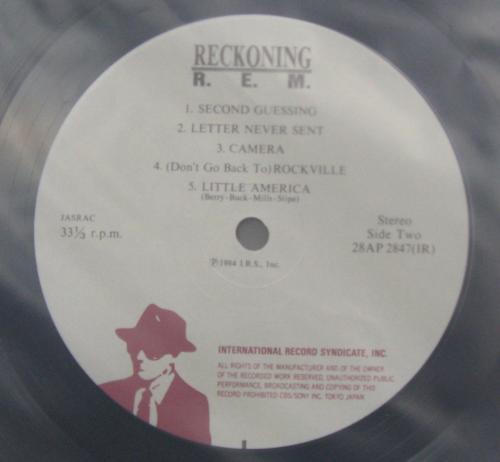 RECKONING
R. E. M.
1. SECOND GUESSING
2. LETTER NEVER SENT
3. CAMERA
4. (Don't Go Back To) ROCKVILLE
5. LITTLE AMERICA
(Berry-Buck-Mills-Stipe)
JASRAC
33⅓ r.p.m.
Stereo
Side Two
28AP 2847(IR)
℗1984 I.R.S., Inc.
INTERNATIONAL RECORD SYNDICATE, INC.
ALL RIGHTS OF THE MANUFACTURER AND OF THE OWNER
OF THE RECORDED WORK RESERVED, UNAUTHORIZED PUBLIC
PERFORMANCE, BROADCASTING AND COPYING OF THIS
RECORD PROHIBITED CBS/SONY INC. TOKYO JAPAN